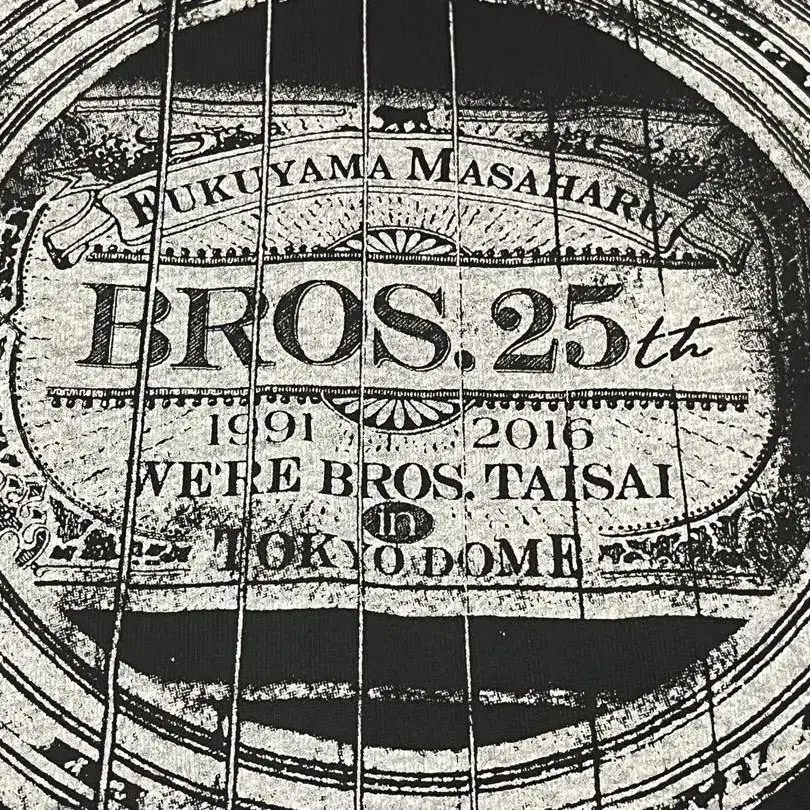 FUKUYAMA MASAHARU
BROS. 25th
1991 2016
WE'RE BROS. TAISAI
in
TOKYO DOME